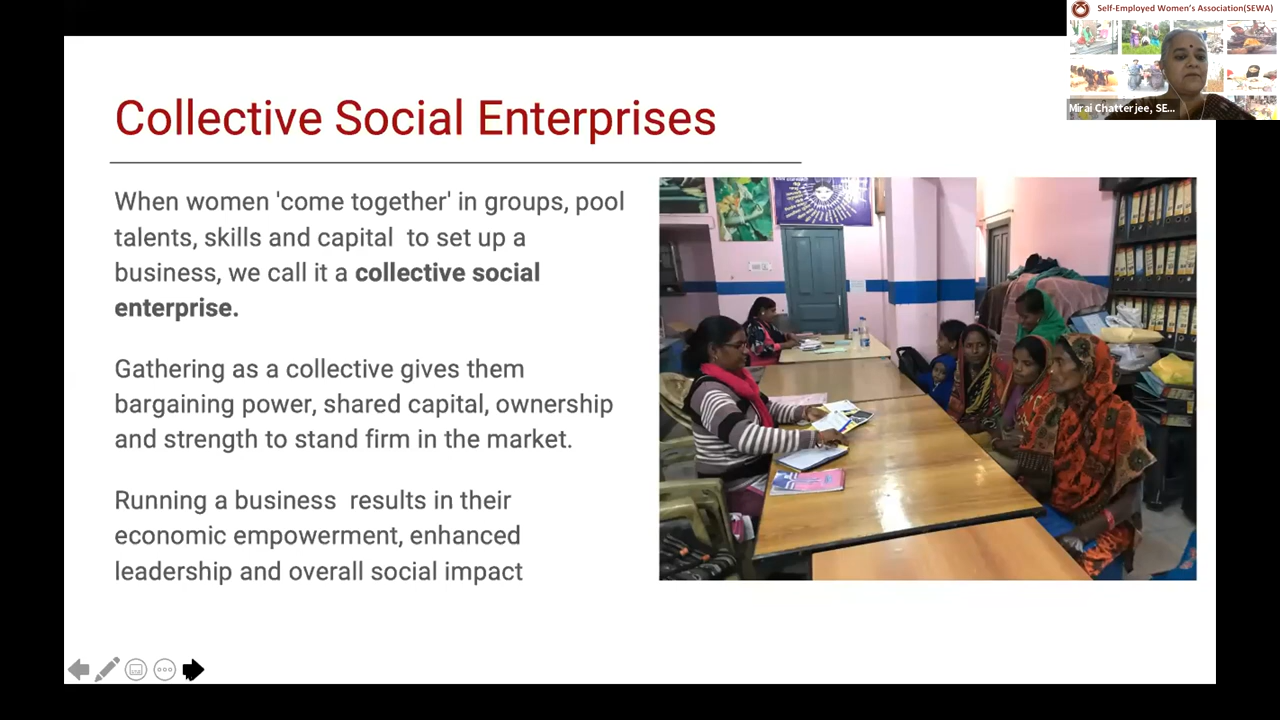 Self-Employed Women's Association(SEWA)
Mirai Chatterjee, SE...
Collective Social Enterprises
When women 'come together' in groups, pool
talents, skills and capital to set up a
business, we call it a collective social
enterprise.
Gathering as a collective gives them
bargaining power, shared capital, ownership
and strength to stand firm in the market.
Running a business results in their
economic empowerment, enhanced
leadership and overall social impact